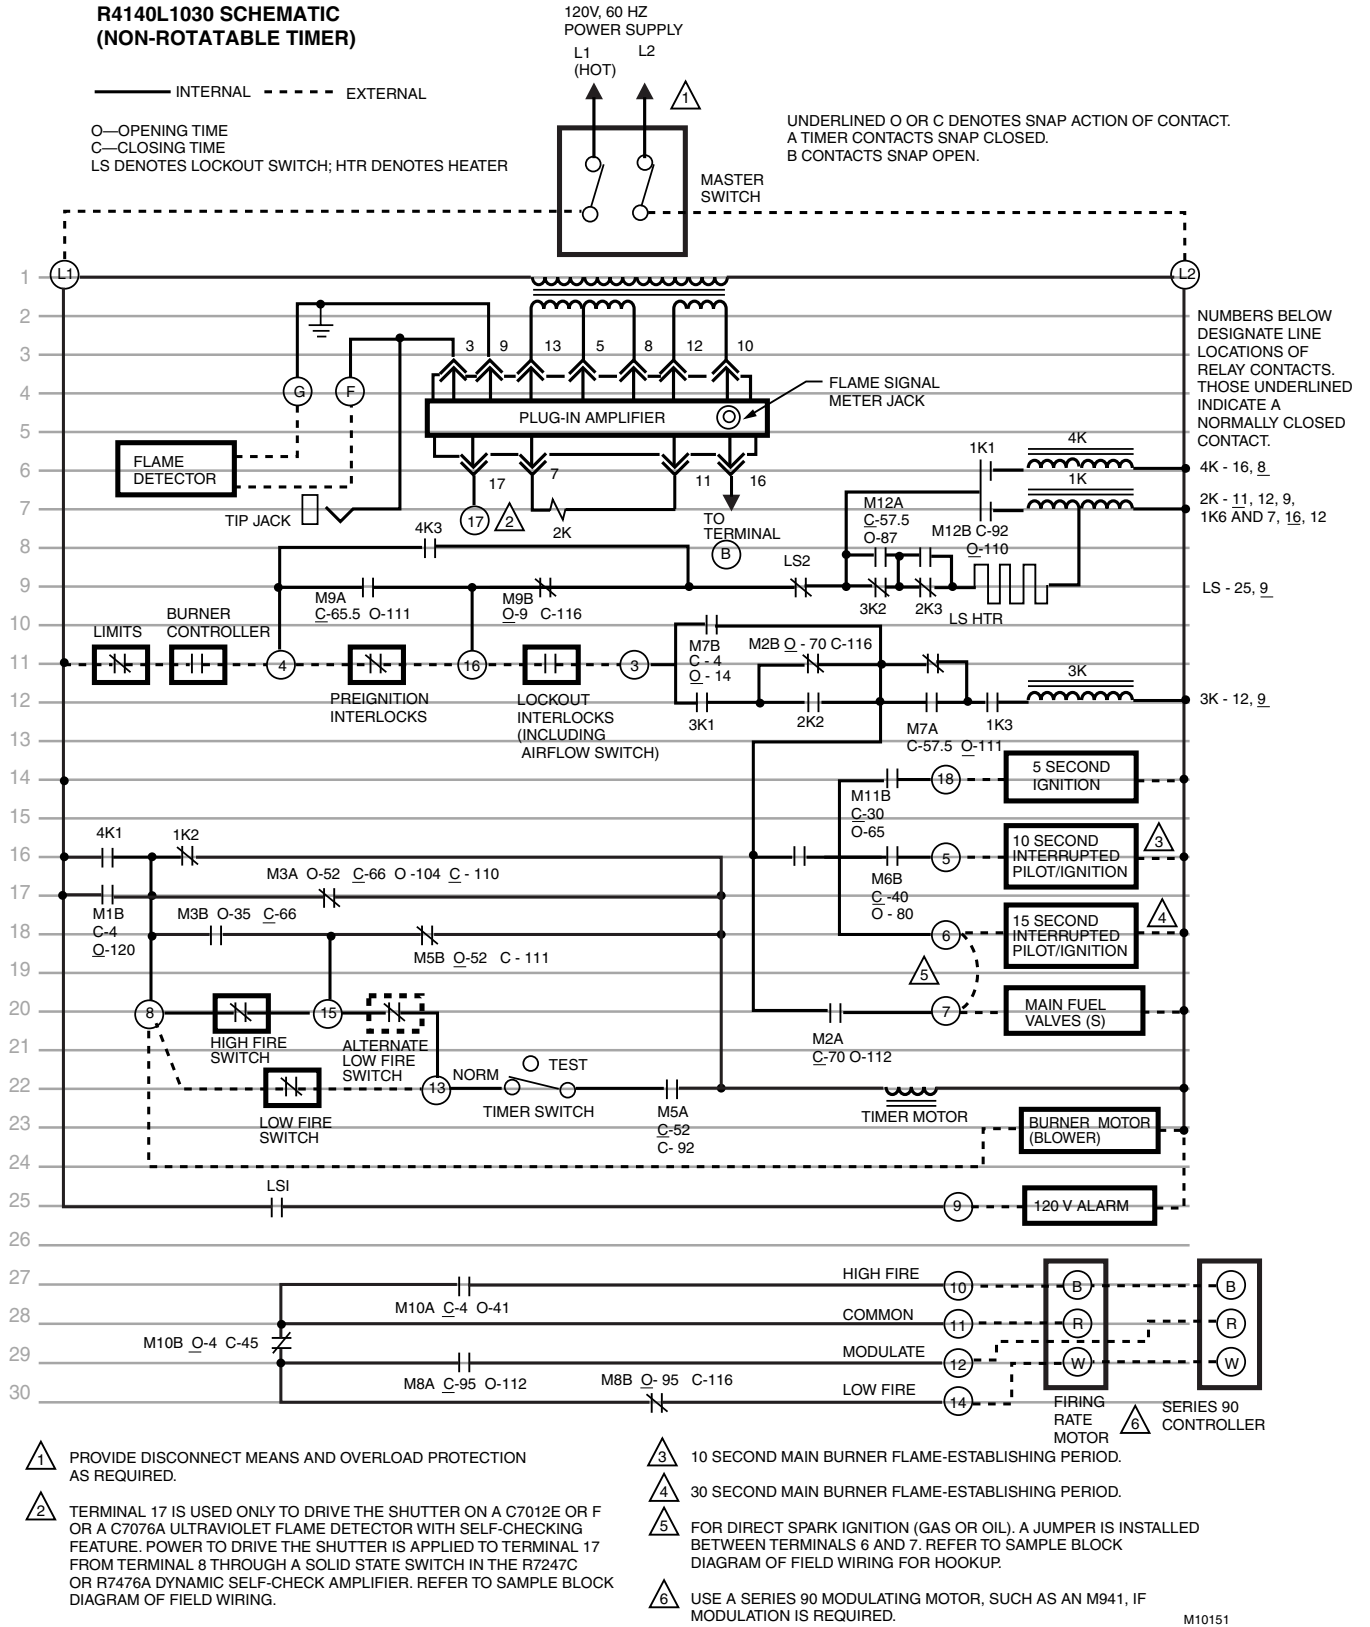 R4140L1030 SCHEMATIC
(NON-ROTATABLE TIMER)
120V, 60 HZ
POWER SUPPLY
L1 L2
(HOT)
1
INTERNAL EXTERNAL
O—OPENING TIME
C—CLOSING TIME
LS DENOTES LOCKOUT SWITCH; HTR DENOTES HEATER
UNDERLINED O OR C DENOTES SNAP ACTION OF CONTACT.
A TIMER CONTACTS SNAP CLOSED.
B CONTACTS SNAP OPEN.
MASTER
SWITCH
1 L1 L2
2
NUMBERS BELOW
DESIGNATE LINE
LOCATIONS OF
RELAY CONTACTS.
THOSE UNDERLINED
INDICATE A
NORMALLY CLOSED
CONTACT.
3 3 9 13 5 8 12 10
4 G F
FLAME SIGNAL
METER JACK
PLUG-IN AMPLIFIER
5
FLAME
DETECTOR
6
17 7 11 16
1K1 4K
4K - 16, 8
1K
2K - 11, 12, 9,
1K6 AND 7, 16, 12
7
TIP JACK
17 2
2K
TO
TERMINAL
B
M12A
C-57.5
O-87
M12B C-92
O-110
8 4K3
LS2
9
M9A
C-65.5 O-111
M9B
O-9 C-116
3K2 2K3
LS HTR
LS - 25, 9
10
LIMITS
BURNER
CONTROLLER
11 4 16 3
PREIGNITION
INTERLOCKS
LOCKOUT
INTERLOCKS
(INCLUDING
AIRFLOW SWITCH)
M7B
C - 4
O - 14
M2B O - 70 C-116
3K
12
3K1 2K2
M7A
C-57.5 O-111
1K3
3K - 12, 9
13
14 18
5 SECOND
IGNITION
M11B
C-30
O-65
15
16 4K1 1K2
5
10 SECOND
INTERRUPTED
PILOT/IGNITION
3
M3A O-52 C-66 O -104 C - 110
M6B
C -40
O - 80
17
M1B
C-4
O-120
M3B O-35 C-66
18
M5B O-52 C - 111
6
15 SECOND
INTERRUPTED
PILOT/IGNITION
4
19 5
20 8 15 7
MAIN FUEL
VALVES (S)
HIGH FIRE
SWITCH
ALTERNATE
LOW FIRE
SWITCH
M2A
C-70 O-112
21
22 13
NORM TEST
TIMER SWITCH
M5A
C-52
C- 92
TIMER MOTOR
23
LOW FIRE
SWITCH
BURNER MOTOR
(BLOWER)
24
25 LSI 9
120 V ALARM
26
27 HIGH FIRE 10 B B
M10A C-4 O-41
28 COMMON 11 R R
M10B O-4 C-45
29 MODULATE 12 W W
M8A C-95 O-112
M8B O- 95 C-116
30 LOW FIRE 14
FIRING
RATE
MOTOR
6
SERIES 90
CONTROLLER
1 PROVIDE DISCONNECT MEANS AND OVERLOAD PROTECTION
AS REQUIRED.
2 TERMINAL 17 IS USED ONLY TO DRIVE THE SHUTTER ON A C7012E OR F
OR A C7076A ULTRAVIOLET FLAME DETECTOR WITH SELF-CHECKING
FEATURE. POWER TO DRIVE THE SHUTTER IS APPLIED TO TERMINAL 17
FROM TERMINAL 8 THROUGH A SOLID STATE SWITCH IN THE R7247C
OR R7476A DYNAMIC SELF-CHECK AMPLIFIER. REFER TO SAMPLE BLOCK
DIAGRAM OF FIELD WIRING.
3 10 SECOND MAIN BURNER FLAME-ESTABLISHING PERIOD.
4 30 SECOND MAIN BURNER FLAME-ESTABLISHING PERIOD.
5 FOR DIRECT SPARK IGNITION (GAS OR OIL). A JUMPER IS INSTALLED
BETWEEN TERMINALS 6 AND 7. REFER TO SAMPLE BLOCK
DIAGRAM OF FIELD WIRING FOR HOOKUP.
6 USE A SERIES 90 MODULATING MOTOR, SUCH AS AN M941, IF
MODULATION IS REQUIRED.
M10151